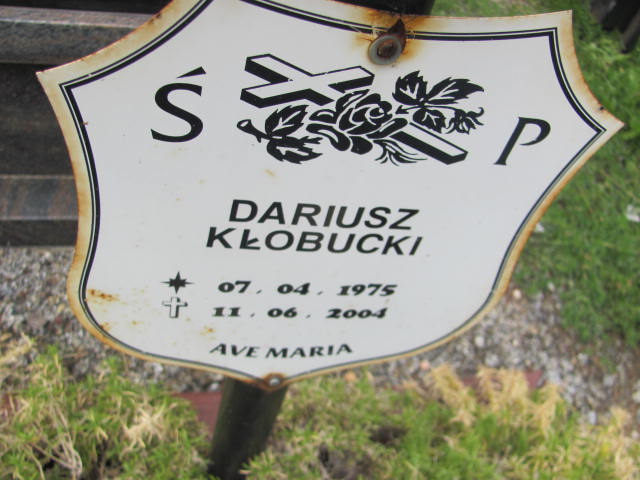 Ś P
DARIUSZ
KŁOBUCKI
07. 04. 1975
11. 06. 2004
AVE MARIA